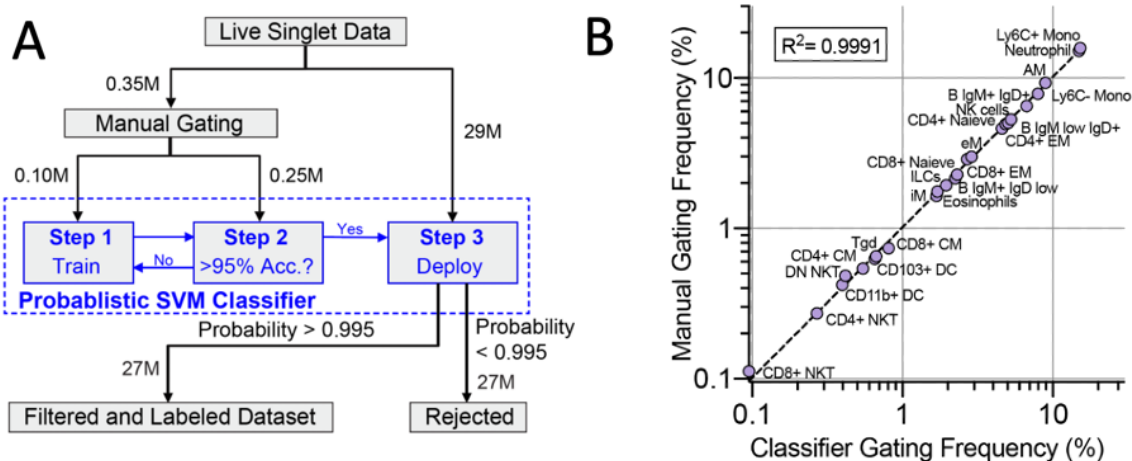 A
Live Singlet Data
0.35M
Manual Gating
29M
0.10M
0.25M
Step 1
Train
Step 2
>95% Acc.?
Step 3
Deploy
Yes
No
Probablistic SVM Classifier
Probability > 0.995
Probability
< 0.995
27M
27M
Filtered and Labeled Dataset
Rejected
B
R²= 0.9991
Manual Gating Frequency (%)
10
1
0.1
Ly6C+ Mono
Neutrophil
AM
Ly6C- Mono
B IgM+ IgD+
NK cells
CD4+ Naieve
B IgM low IgD+
CD4+ EM
eM
CD8+ Naieve
CD8+ EM
ILCs
B IgM+ IgD low
iM
Eosinophils
Tgd
CD8+ CM
CD4+ CM
CD103+ DC
DN NKT
CD11b+ DC
CD4+ NKT
CD8+ NKT
0.1
1
10
Classifier Gating Frequency (%)